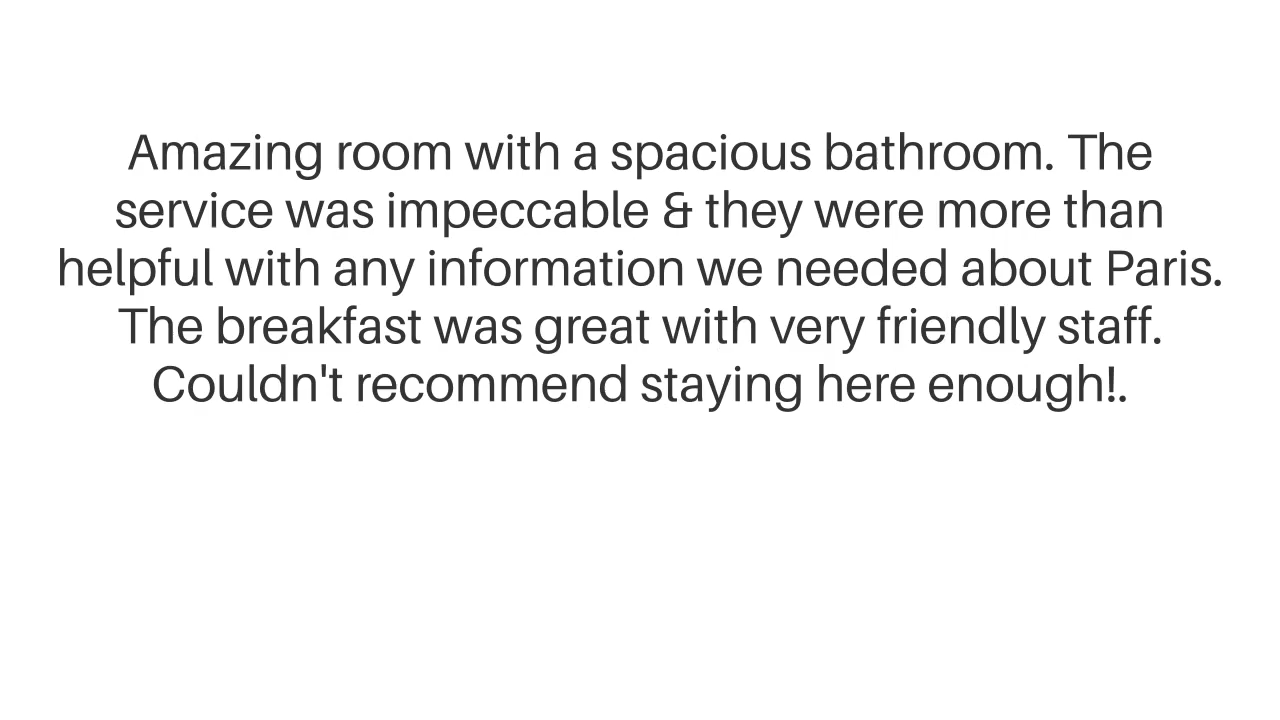 Amazing room with a spacious bathroom. The
service was impeccable & they were more than
helpful with any information we needed about Paris.
The breakfast was great with very friendly staff.
Couldn't recommend staying here enough!.